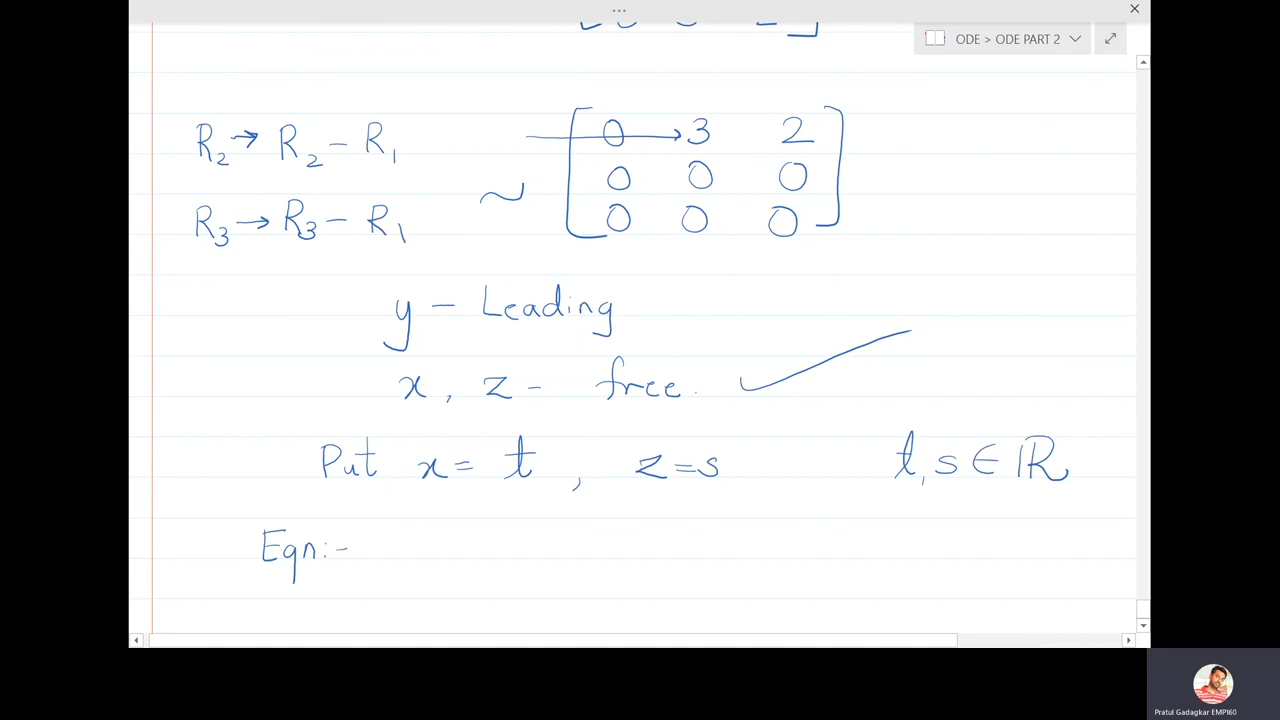 ODE > ODE PART 2
R₂ → R₂ – R₁
R₃ → R₃ – R₁
~
0 3 2
0 0 0
0 0 0
y – Leading
x, z – free.
Put x = t, z = s t, s ∈ ℝ
Eqn:-
Pratul Gadagkar EMP160